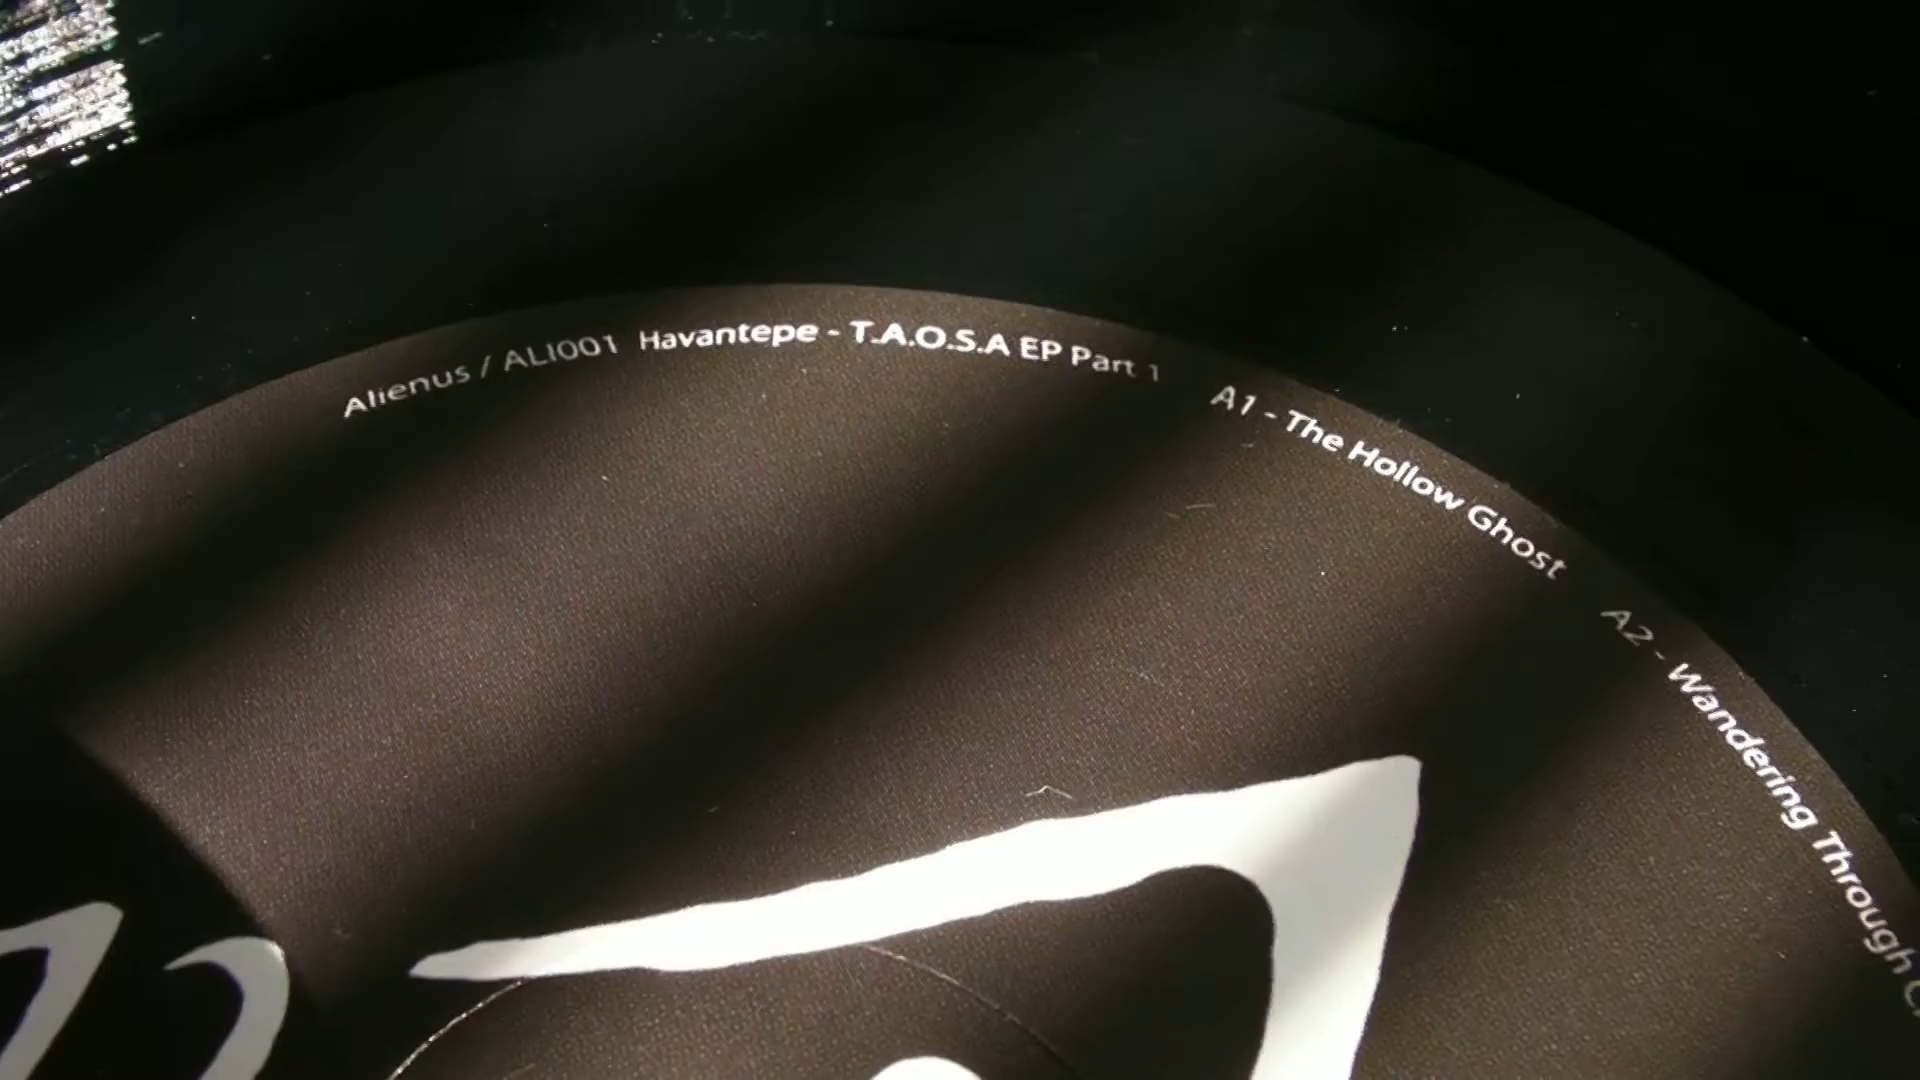 Alienus / ALI001 Havantepe - T.A.O.S.A EP Part 1 A1 - The Hollow Ghost A2 - Wandering Through